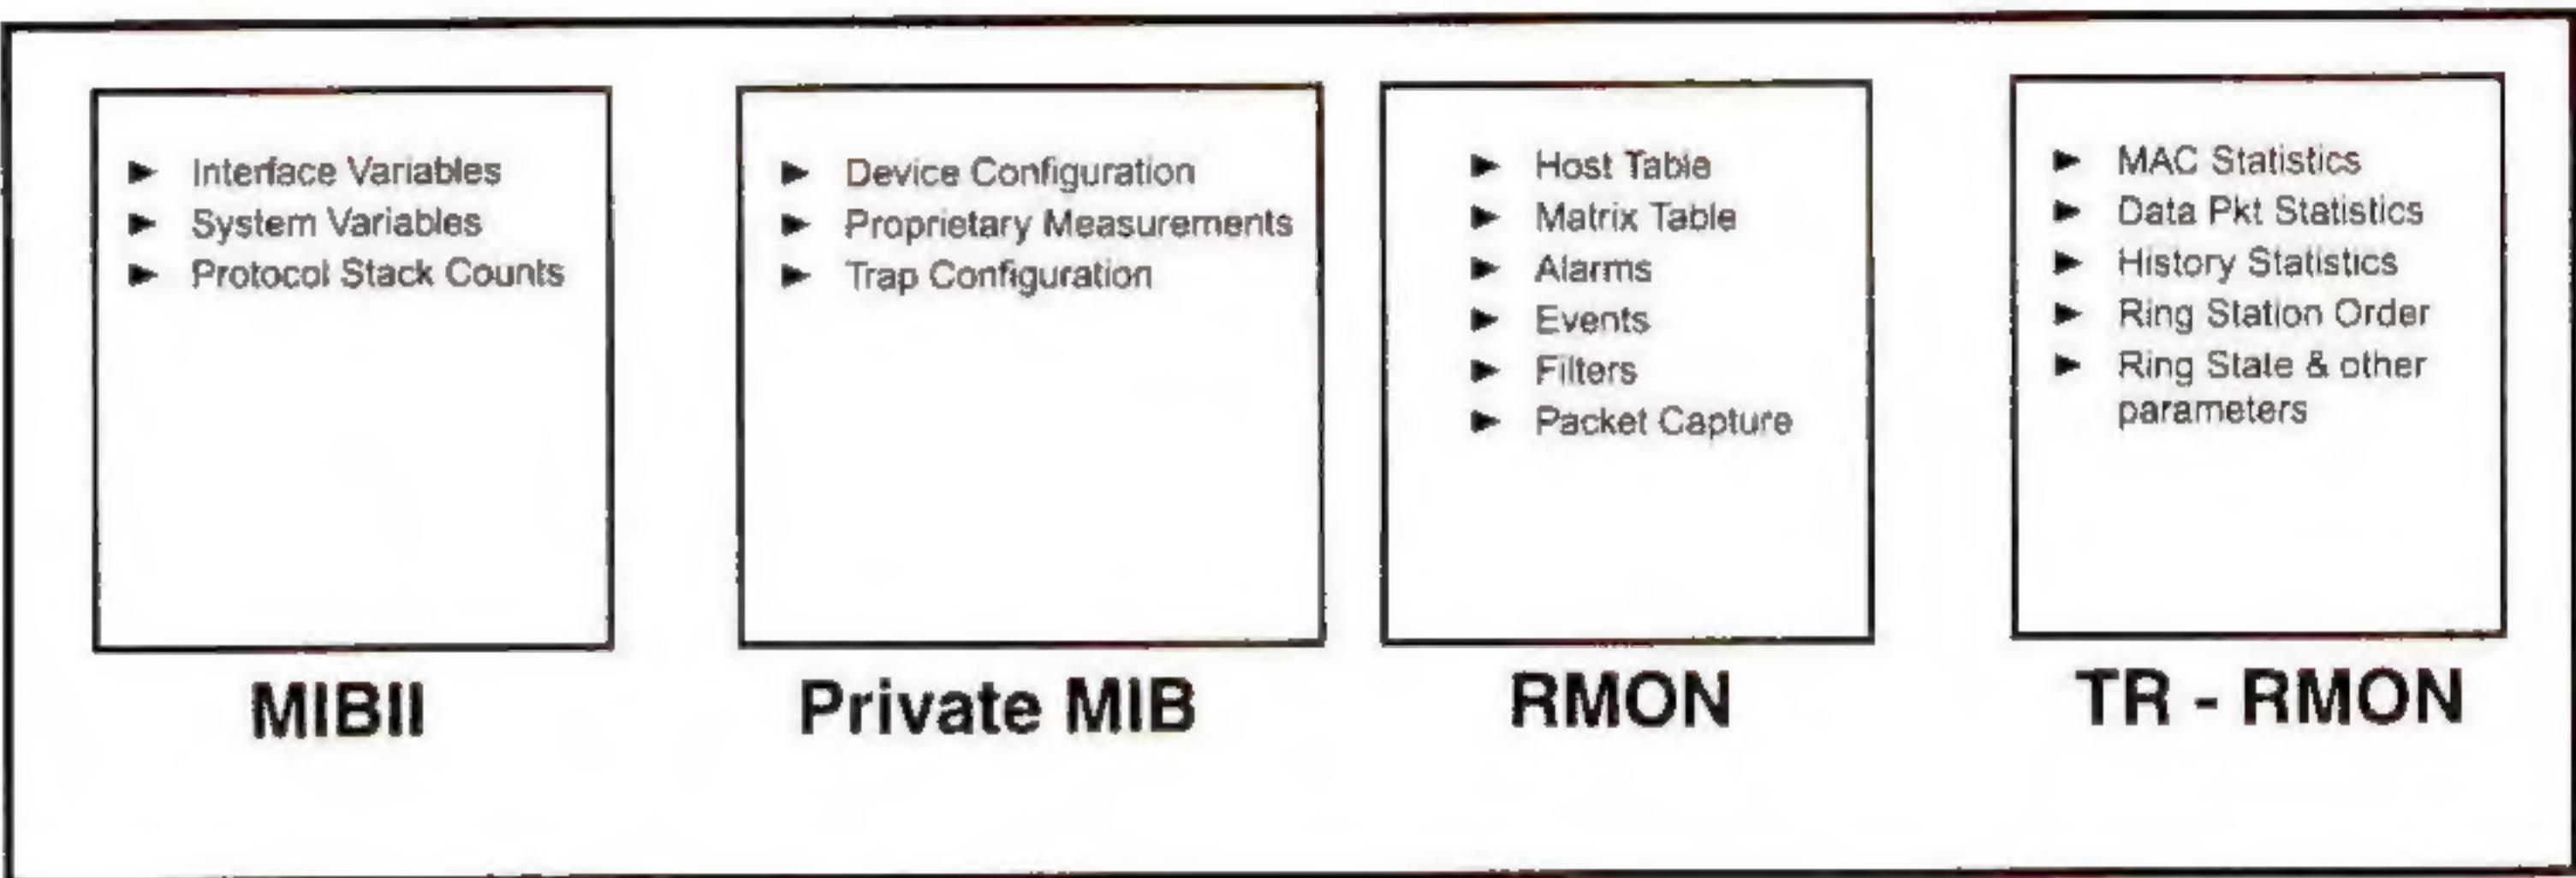 ► Interface Variables
► System Variables
► Protocol Stack Counts
MIBII
► Device Configuration
► Proprietary Measurements
► Trap Configuration
Private MIB
► Host Table
► Matrix Table
► Alarms
► Events
► Filters
► Packet Capture
RMON
► MAC Statistics
► Data Pkt Statistics
► History Statistics
► Ring Station Order
► Ring State & other
parameters
TR - RMON